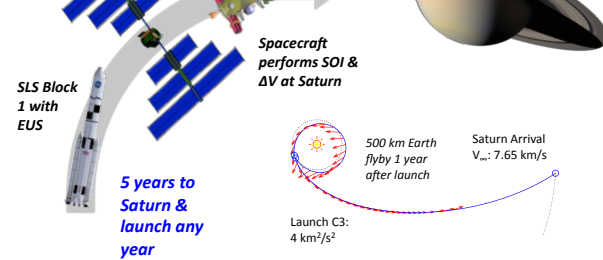 Spacecraft
performs SOI &
ΔV at Saturn
SLS Block
1 with
EUS
5 years to
Saturn &
launch any
year
500 km Earth
flyby 1 year
after launch
Saturn Arrival
V∞: 7.65 km/s
Launch C3:
4 km²/s²